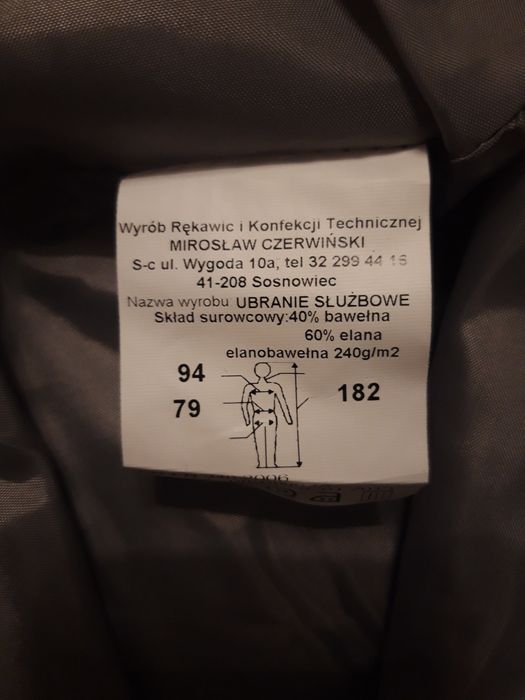 Wyrób Rękawic i Konfekcji Technicznej
MIROSŁAW CZERWIŃSKI
S-c ul. Wygoda 10a, tel 32 299 44 16
41-208 Sosnowiec
Nazwa wyrobu UBRANIE SŁUŻBOWE
Skład surowcowy:40% bawełna
60% elana
elanobawełna 240g/m2
94
79
182